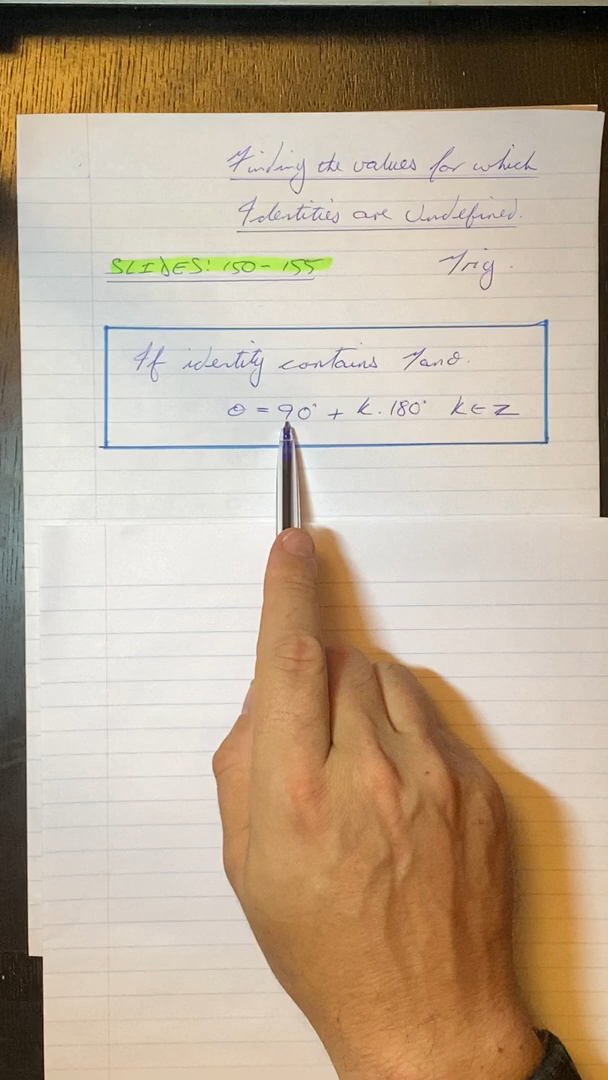 Finding the values for which
Identities are Undefined.
SLIDES: 150-155
Trig.
If identity contains Tanθ.
θ = 90° + k.180° k∈Z